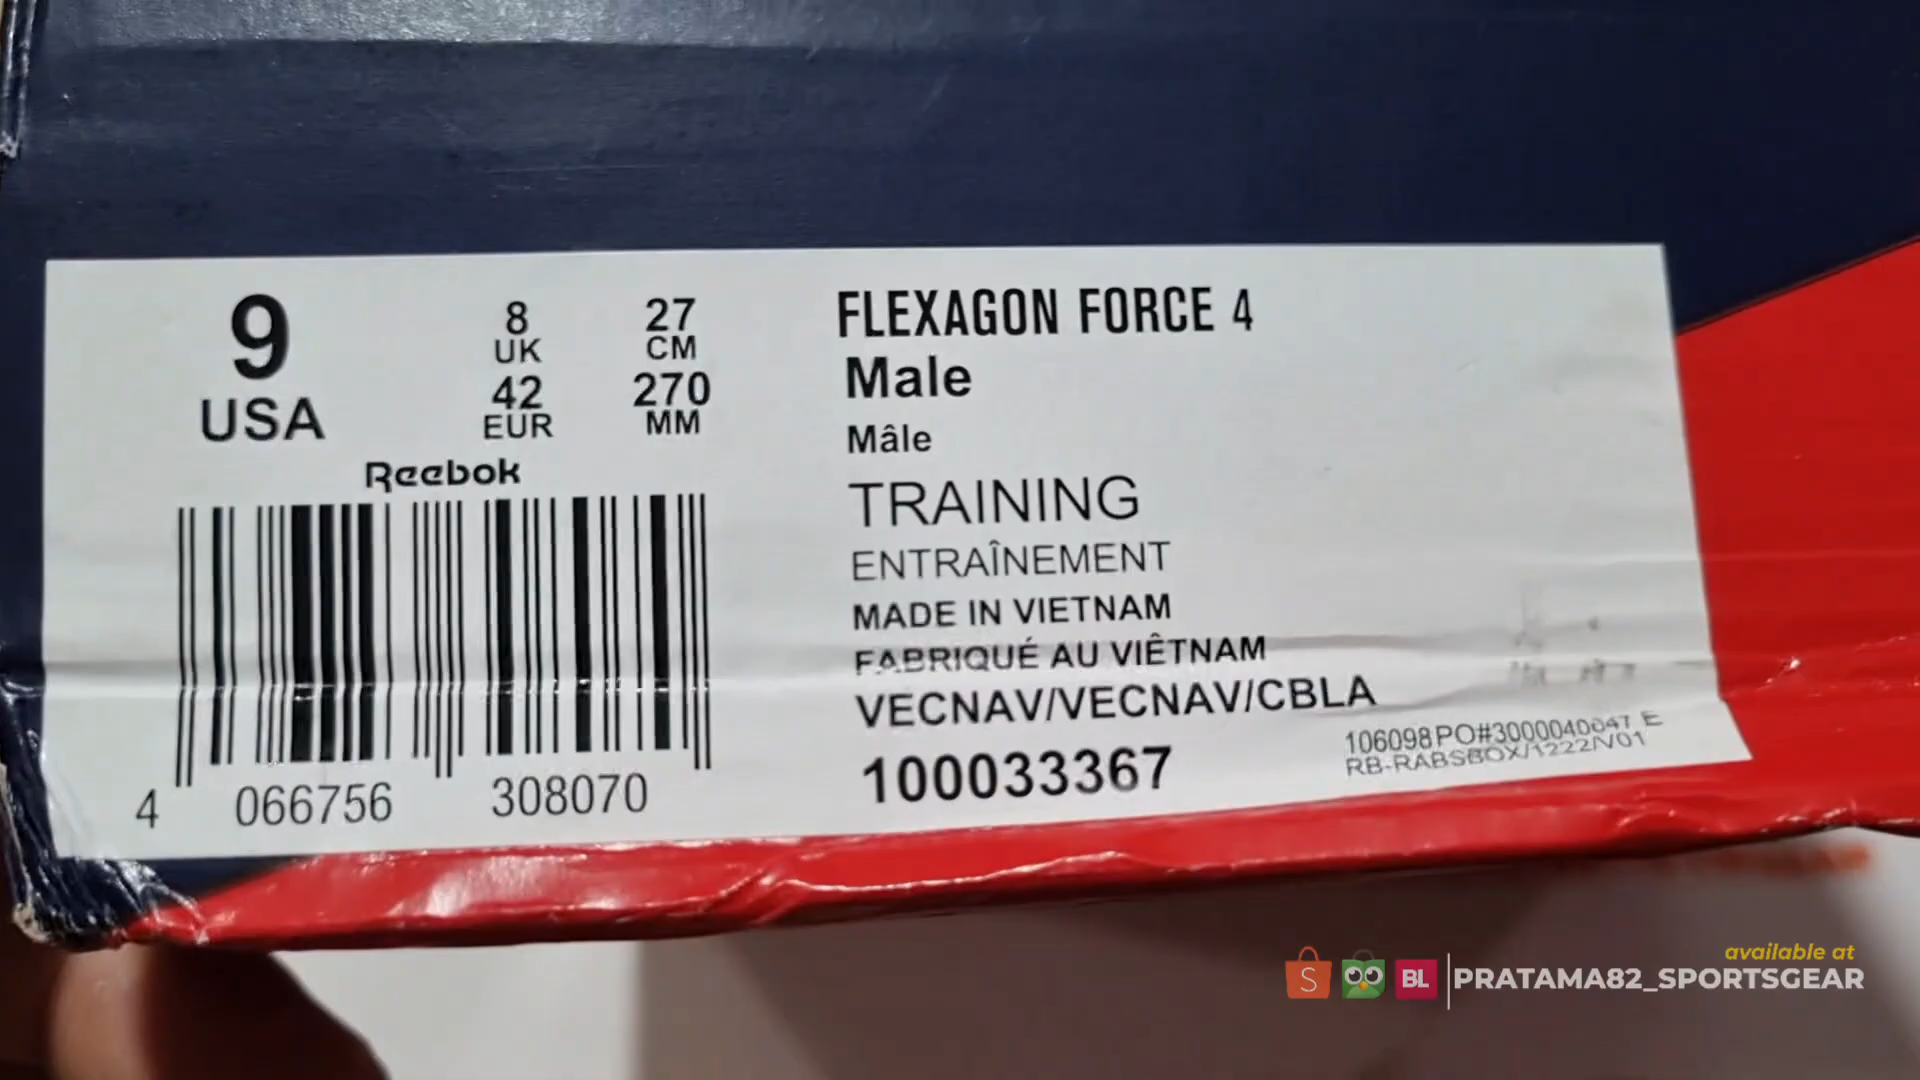 9
USA
8
UK
42
EUR
27
CM
270
MM
Reebok
4 066756 308070
FLEXAGON FORCE 4
Male
Mâle
TRAINING
ENTRAÎNEMENT
MADE IN VIETNAM
FABRIQUÉ AU VIÊTNAM
VECNAV/VECNAV/CBLA
100033367
106098 PO#3000040647 E
RB-RABSBOX/1222/V01
available at
S BL PRATAMA82_SPORTSGEAR